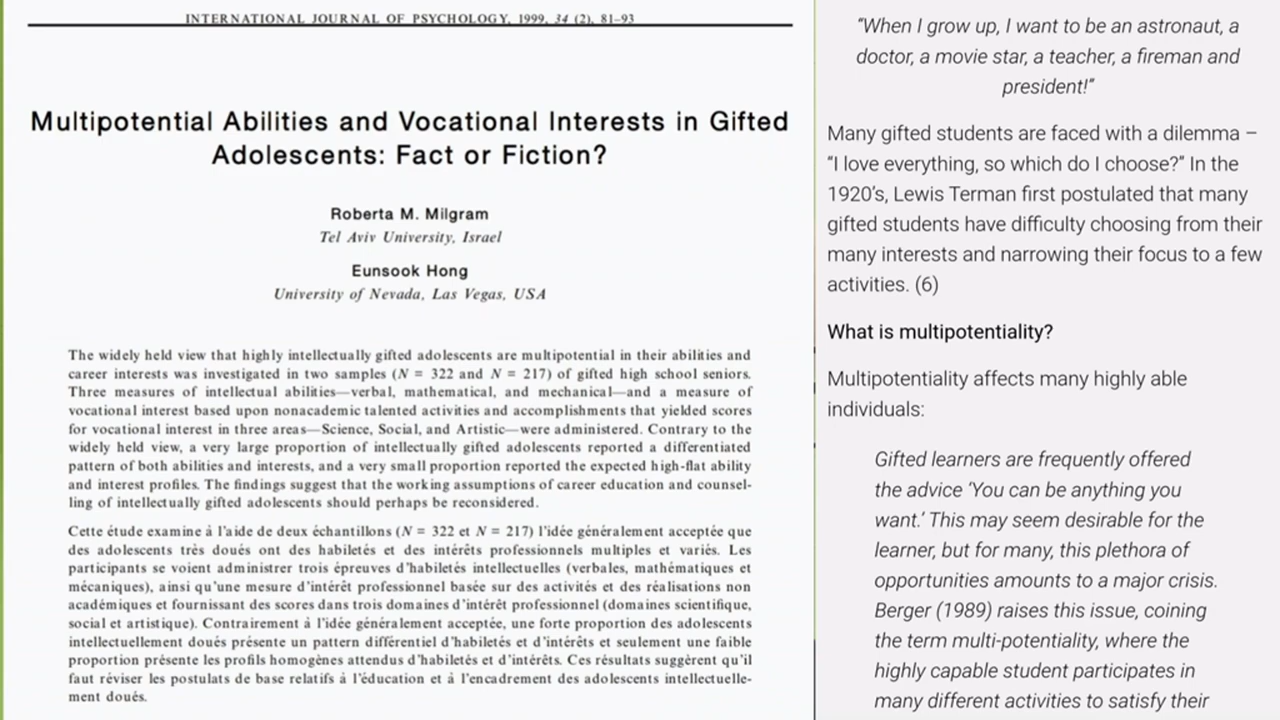 INTERNATIONAL JOURNAL OF PSYCHOLOGY, 1999, 34 (2), 81–93
Multipotential Abilities and Vocational Interests in Gifted
Adolescents: Fact or Fiction?
Roberta M. Milgram
Tel Aviv University, Israel
Eunsook Hong
University of Nevada, Las Vegas, USA
The widely held view that highly intellectually gifted adolescents are multipotential in their abilities and
career interests was investigated in two samples (N = 322 and N = 217) of gifted high school seniors.
Three measures of intellectual abilities—verbal, mathematical, and mechanical—and a measure of
vocational interest based upon nonacademic talented activities and accomplishments that yielded scores
for vocational interest in three areas—Science, Social, and Artistic—were administered. Contrary to the
widely held view, a very large proportion of intellectually gifted adolescents reported a differentiated
pattern of both abilities and interests, and a very small proportion reported the expected high-flat ability
and interest profiles. The findings suggest that the working assumptions of career education and counsel-
ling of intellectually gifted adolescents should perhaps be reconsidered.
Cette étude examine à l'aide de deux échantillons (N = 322 et N = 217) l'idée généralement acceptée que
des adolescents très doués ont des habiletés et des intérêts professionnels multiples et variés. Les
participants se voient administrer trois épreuves d'habiletés intellectuelles (verbales, mathématiques et
mécaniques), ainsi qu'une mesure d'intérêt professionnel basée sur des activités et des réalisations non
académiques et fournissant des scores dans trois domaines d'intérêt professionnel (domaines scientifique,
social et artistique). Contrairement à l'idée généralement acceptée, une forte proportion des adolescents
intellectuellement doués présente un pattern différentiel d'habiletés et d'intérêts et seulement une faible
proportion présente les profils homogènes attendus d'habiletés et d'intérêts. Ces résultats suggèrent qu'il
faut réviser les postulats de base relatifs à l'éducation et à l'encadrement des adolescents intellectuelle-
ment doués.
“When I grow up, I want to be an astronaut, a
doctor, a movie star, a teacher, a fireman and
president!”
Many gifted students are faced with a dilemma –
“I love everything, so which do I choose?” In the
1920’s, Lewis Terman first postulated that many
gifted students have difficulty choosing from their
many interests and narrowing their focus to a few
activities. (6)
What is multipotentiality?
Multipotentiality affects many highly able
individuals:
Gifted learners are frequently offered
the advice ‘You can be anything you
want.’ This may seem desirable for the
learner, but for many, this plethora of
opportunities amounts to a major crisis.
Berger (1989) raises this issue, coining
the term multi-potentiality, where the
highly capable student participates in
many different activities to satisfy their